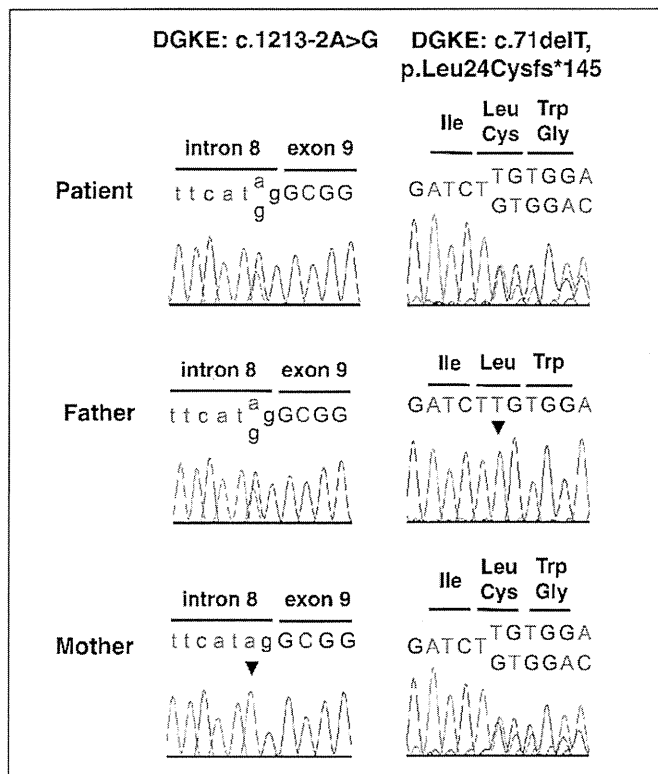 DGKE: c.1213-2A>G
DGKE: c.71delT,
p.Leu24Cysfs*145
Patient
intron 8 exon 9
ttcat
a
g
gGCGG
Ile Leu Trp
Cys Gly
GATCT
TGTGGA
GTGGAC
Father
intron 8 exon 9
ttcat
a
g
gGCGG
Ile Leu Trp
GATCTTGTGGA
Mother
intron 8 exon 9
ttcatagGCGG
Ile Leu Trp
Cys Gly
GATCT
TGTGGA
GTGGAC